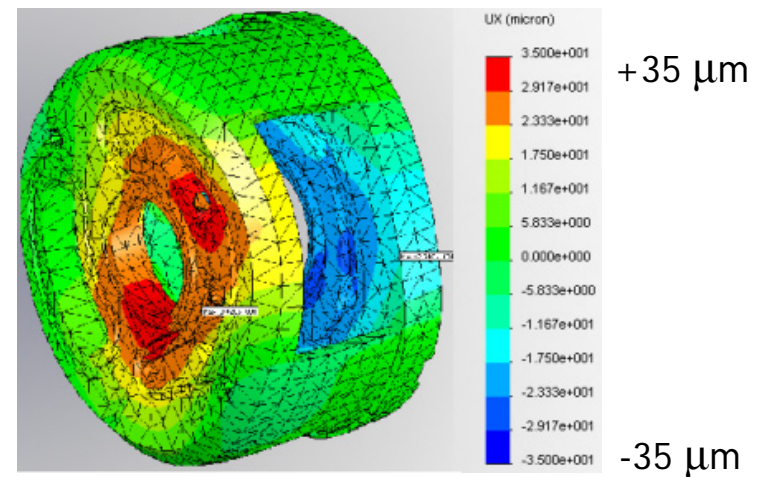 UX (micron)
3.500e+001
2.917e+001
2.333e+001
1.750e+001
1.167e+001
5.833e+000
0.000e+000
-5.833e+000
-1.167e+001
-1.750e+001
-2.333e+001
-2.917e+001
-3.500e+001
+35 μm
-35 μm